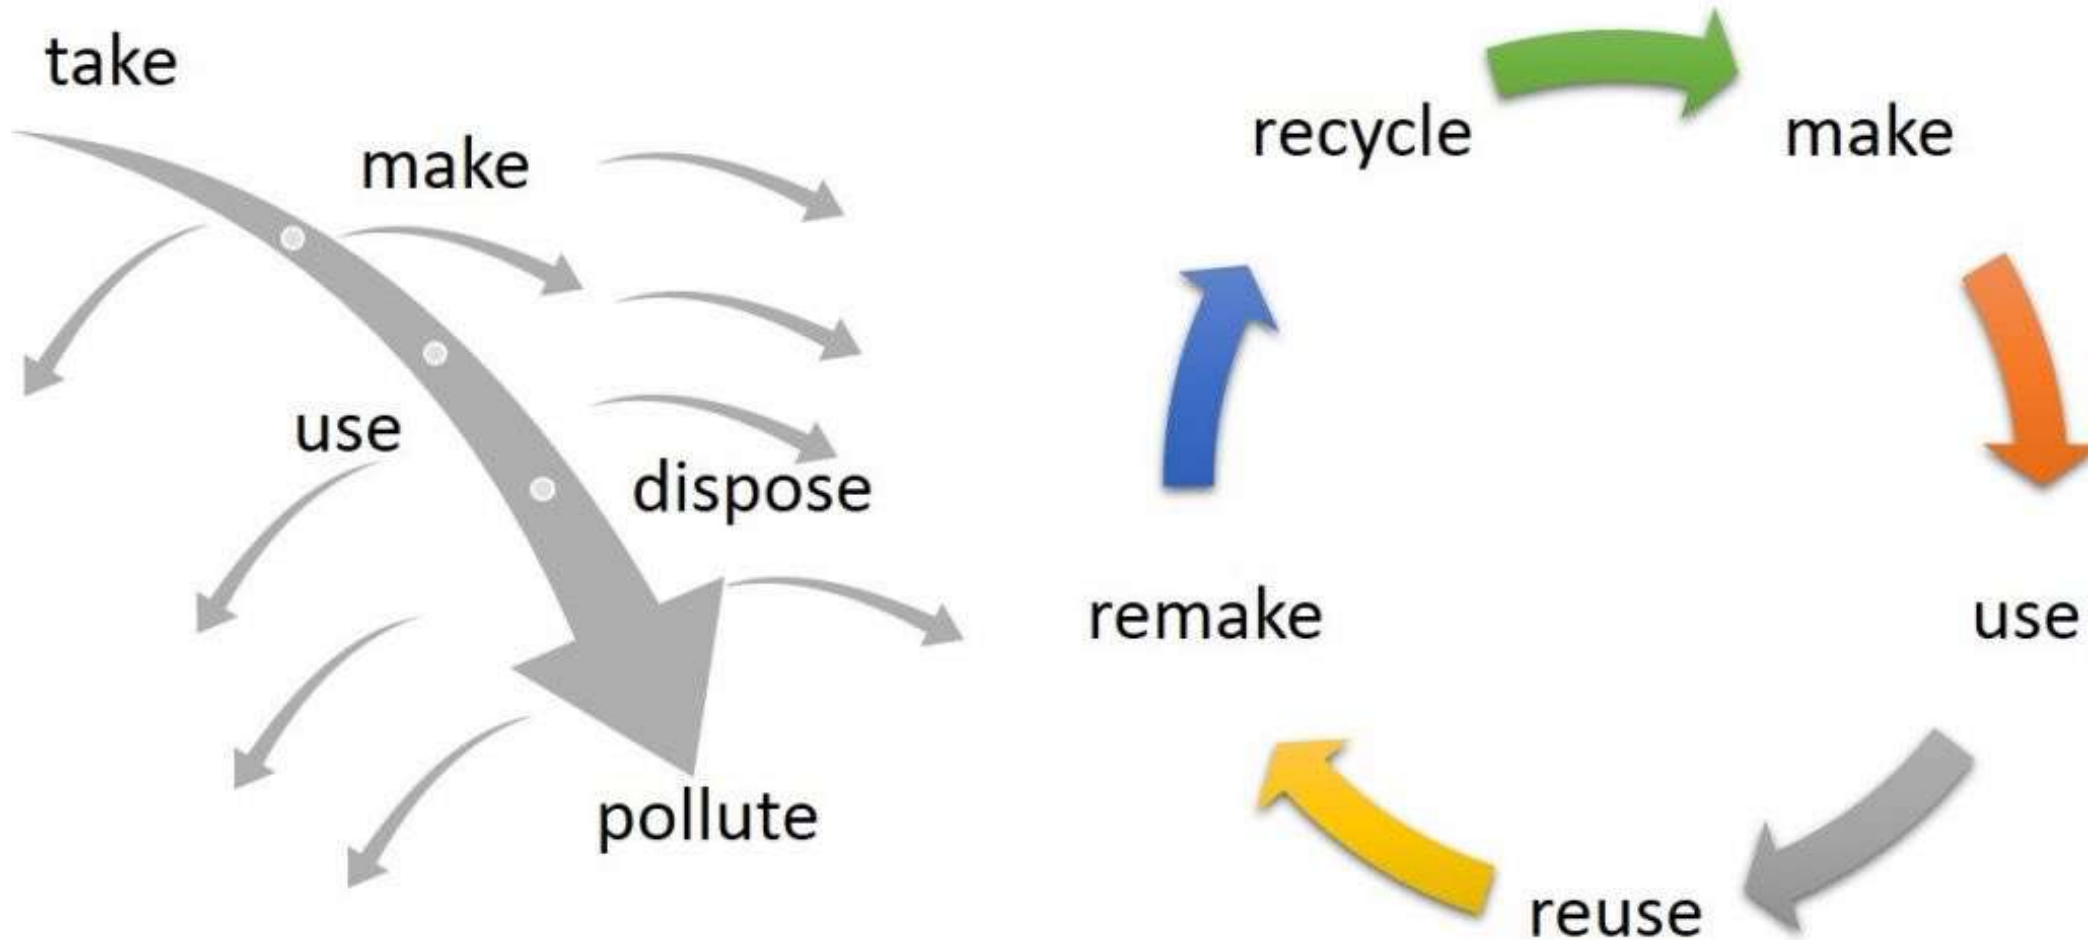 take
make
use
dispose
pollute
recycle
make
use
reuse
remake